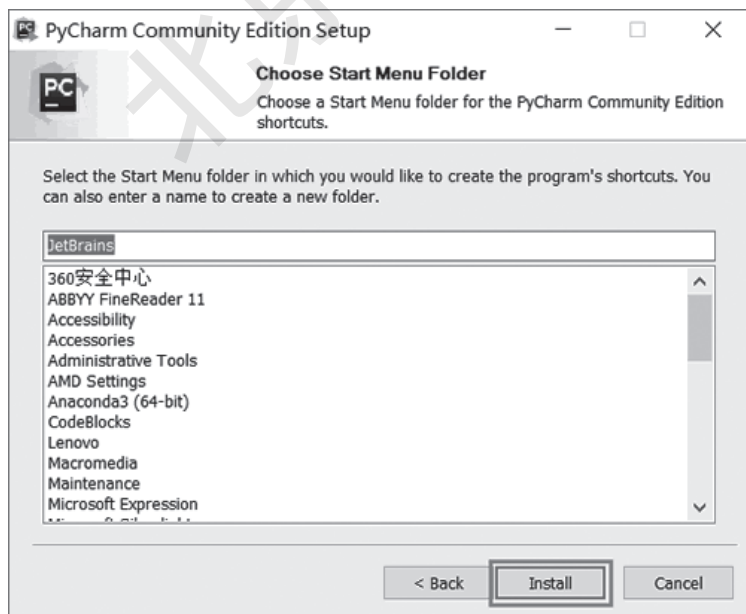 PyCharm Community Edition Setup
PC
Choose Start Menu Folder
Choose a Start Menu folder for the PyCharm Community Edition
shortcuts.
Select the Start Menu folder in which you would like to create the program's shortcuts. You
can also enter a name to create a new folder.
JetBrains
360安全中心
ABBYY FineReader 11
Accessibility
Accessories
Administrative Tools
AMD Settings
Anaconda3 (64-bit)
CodeBlocks
Lenovo
Macromedia
Maintenance
Microsoft Expression
< Back
Install
Cancel